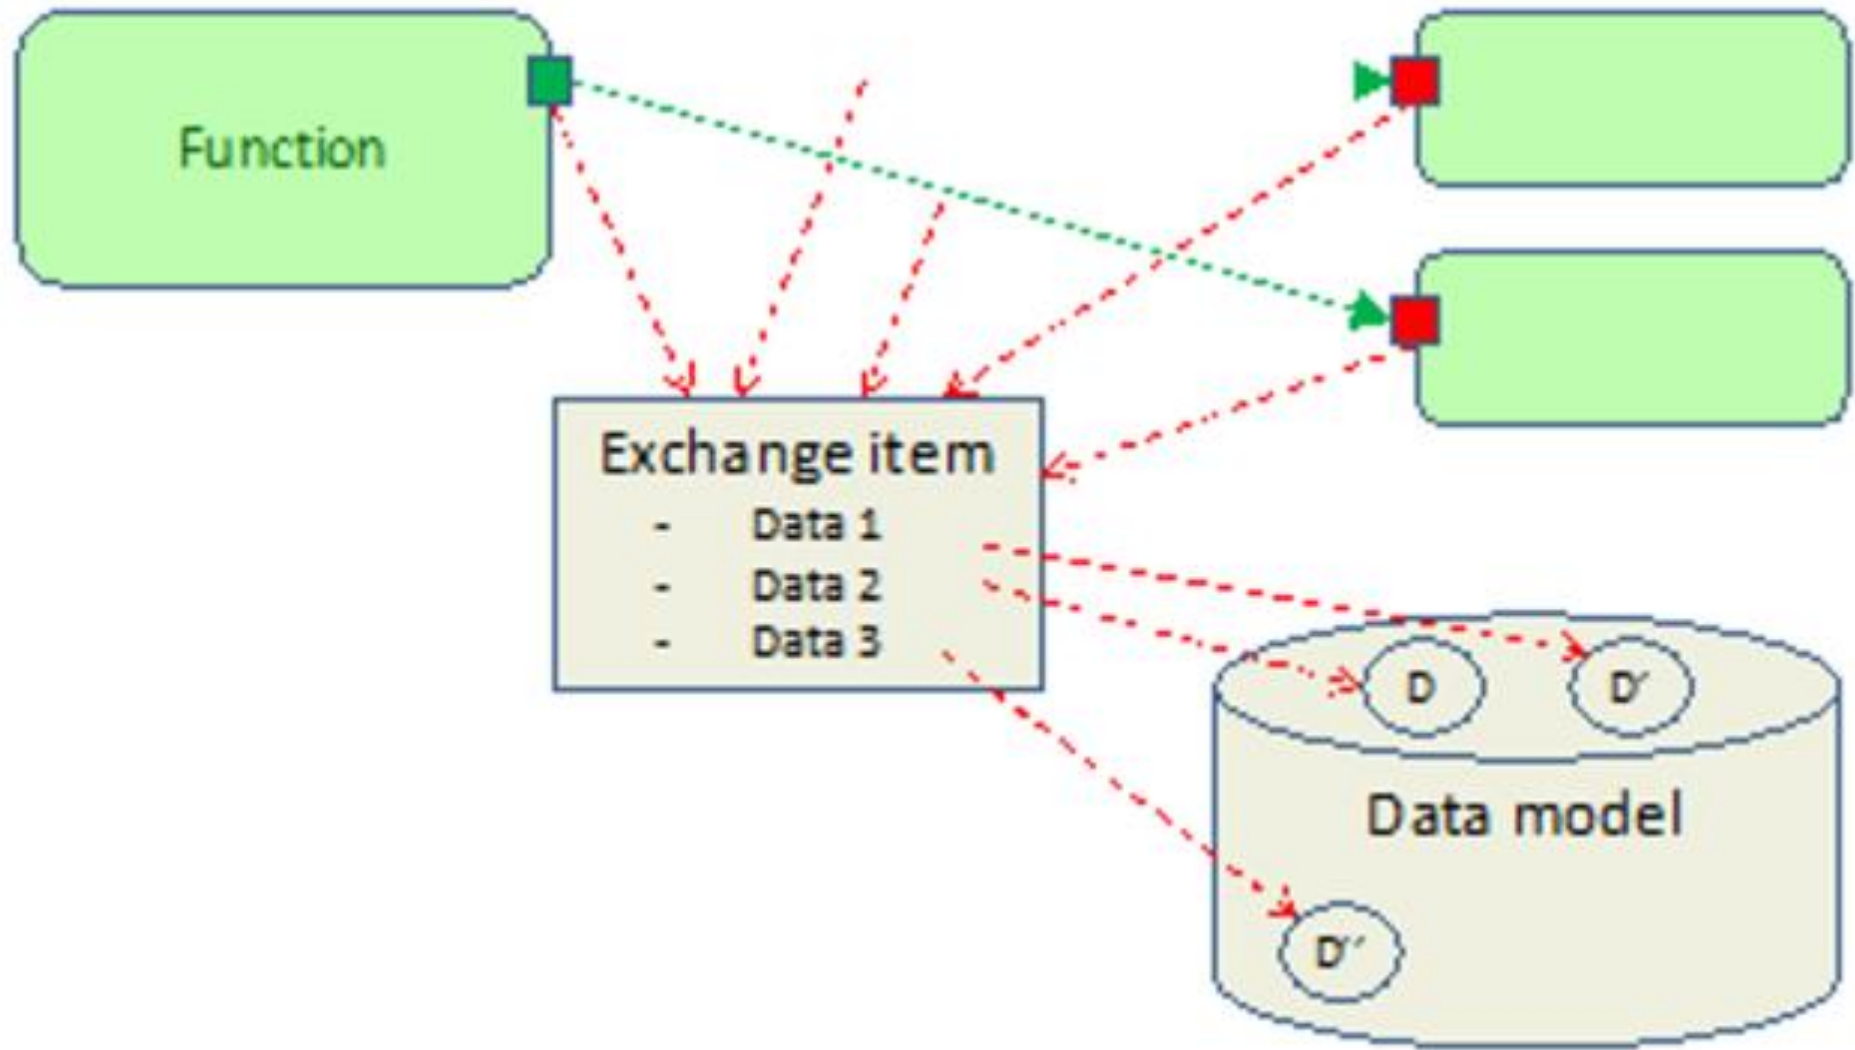 Function
Exchange item
- Data 1
- Data 2
- Data 3
D
D′
Data model
D′′